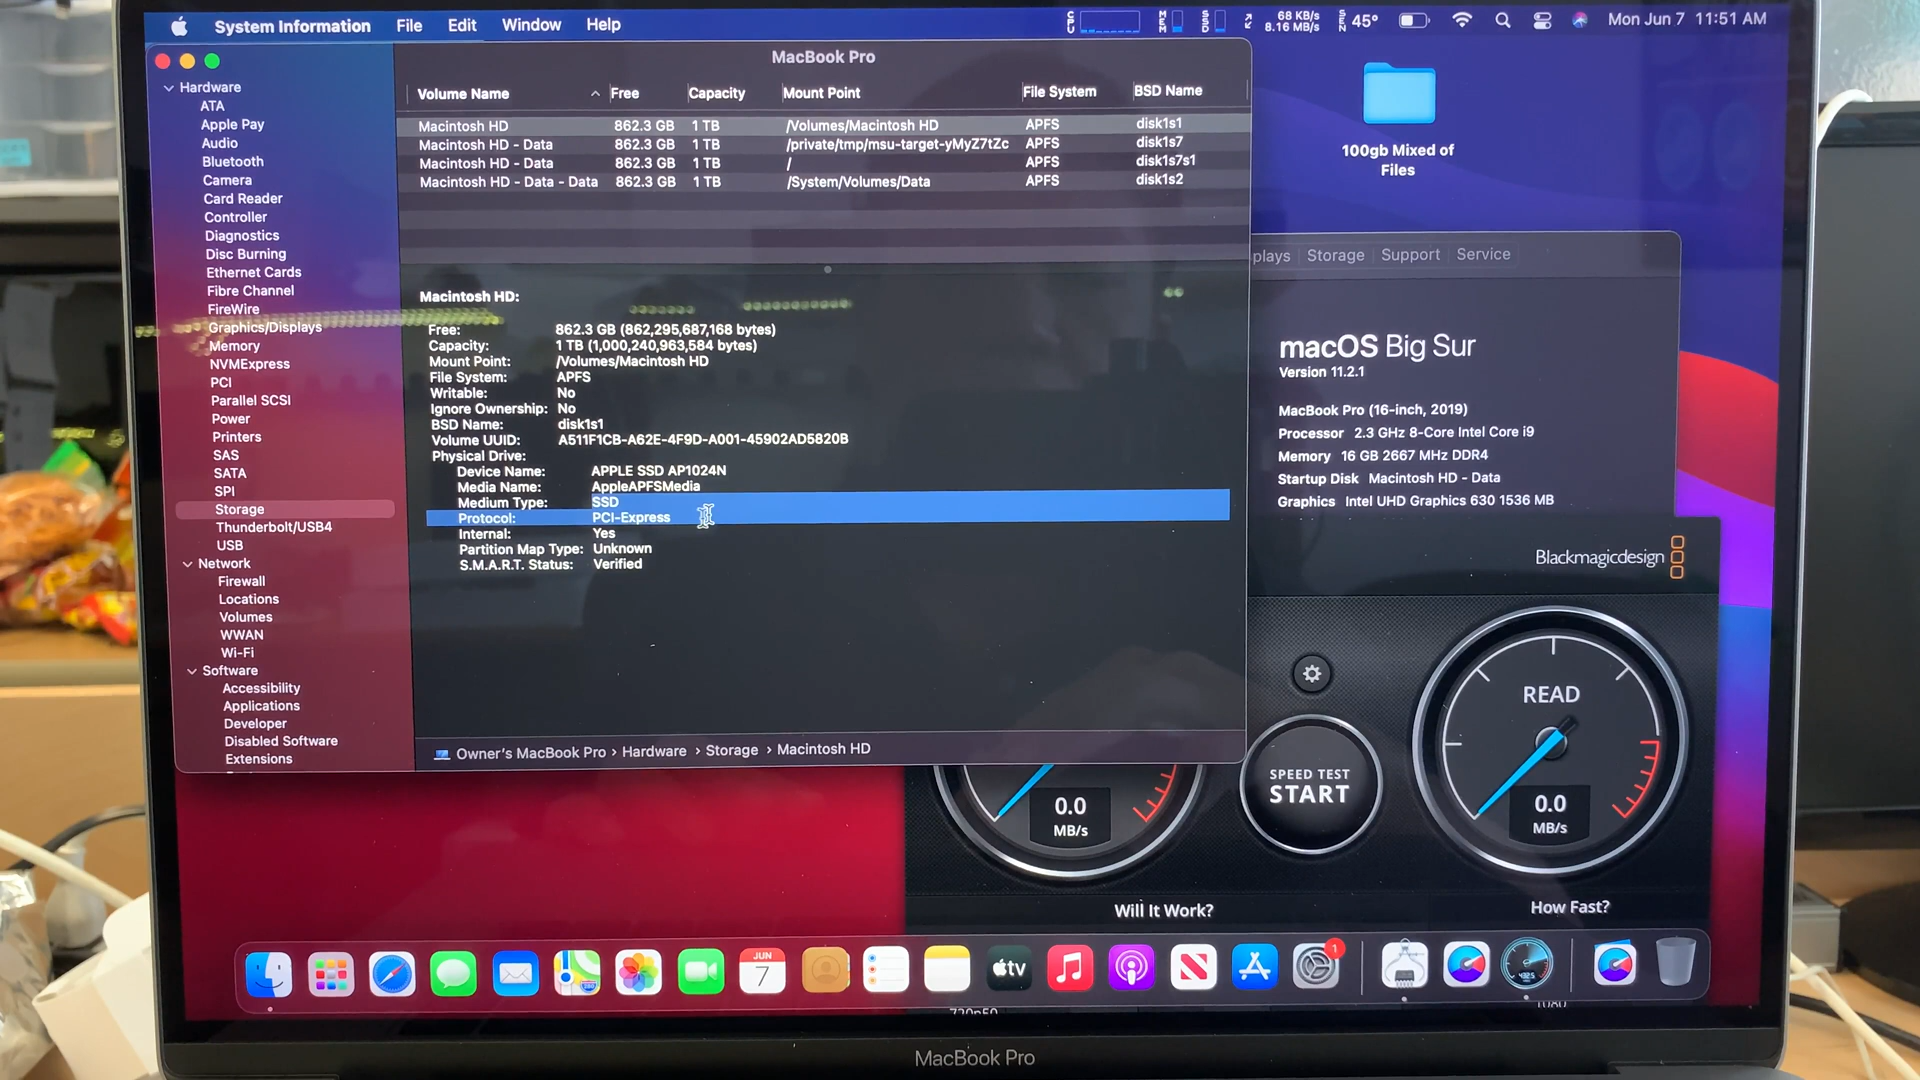 System Information File Edit Window Help
CPU MEM SSD 68 KB/s 8.16 MB/s SEN 45° Mon Jun 7 11:51 AM
MacBook Pro
Volume Name Free Capacity Mount Point File System BSD Name
Macintosh HD 862.3 GB 1 TB /Volumes/Macintosh HD APFS disk1s1
Macintosh HD - Data 862.3 GB 1 TB /private/tmp/msu-target-yMyZ7tZc APFS disk1s7
Macintosh HD - Data 862.3 GB 1 TB / APFS disk1s7s1
Macintosh HD - Data - Data 862.3 GB 1 TB /System/Volumes/Data APFS disk1s2
Hardware
ATA
Apple Pay
Audio
Bluetooth
Camera
Card Reader
Controller
Diagnostics
Disc Burning
Ethernet Cards
Fibre Channel
FireWire
Graphics/Displays
Memory
NVMExpress
PCI
Parallel SCSI
Power
Printers
SAS
SATA
SPI
Storage
Thunderbolt/USB4
USB
Network
Firewall
Locations
Volumes
WWAN
Wi-Fi
Software
Accessibility
Applications
Developer
Disabled Software
Extensions
Macintosh HD:
Free: 862.3 GB (862,295,687,168 bytes)
Capacity: 1 TB (1,000,240,963,584 bytes)
Mount Point: /Volumes/Macintosh HD
File System: APFS
Writable: No
Ignore Ownership: No
BSD Name: disk1s1
Volume UUID: A511F1CB-A62E-4F9D-A001-45902AD5820B
Physical Drive:
Device Name: APPLE SSD AP1024N
Media Name: AppleAPFSMedia
Medium Type: SSD
Protocol: PCI-Express
Internal: Yes
Partition Map Type: Unknown
S.M.A.R.T. Status: Verified
Owner's MacBook Pro › Hardware › Storage › Macintosh HD
100gb Mixed of
Files
plays Storage Support Service
macOS Big Sur
Version 11.2.1
MacBook Pro (16-inch, 2019)
Processor 2.3 GHz 8-Core Intel Core i9
Memory 16 GB 2667 MHz DDR4
Startup Disk Macintosh HD - Data
Graphics Intel UHD Graphics 630 1536 MB
Blackmagicdesign
READ
SPEED TEST
START
0.0
MB/s
0.0
MB/s
Will It Work?
How Fast?
JUN
7
tv
1
MacBook Pro